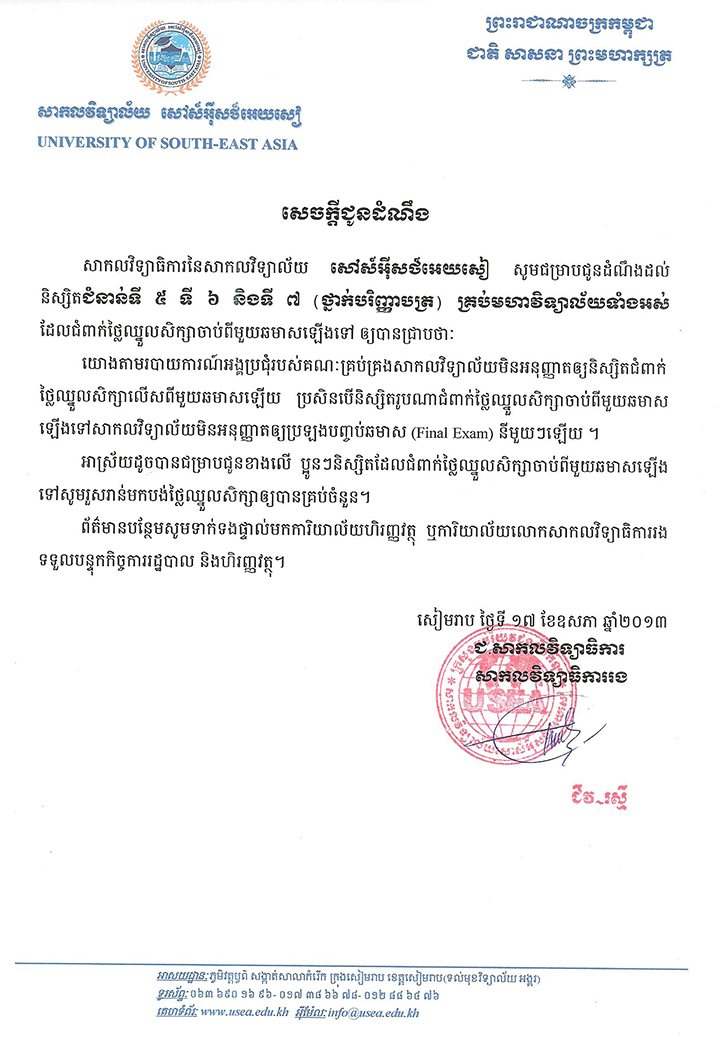 ព្រះរាជាណាចក្រកម្ពុជា
ជាតិ សាសនា ព្រះមហាក្សត្រ
សាកលវិទ្យាល័យ សៅស៍អ៊ីសថ៍អេយសៀ
UNIVERSITY OF SOUTH-EAST ASIA
សេចក្តីជូនដំណឹង
សាកលវិទ្យាធិការនៃសាកលវិទ្យាល័យ សៅស៍អ៊ីសថ៍អេយសៀ សូមជម្រាបជូនដំណឹងដល់
និស្សិតជំនាន់ទី ៥ ទី ៦ និងទី ៧ (ថ្នាក់បរិញ្ញាបត្រ) គ្រប់មហាវិទ្យាល័យទាំងអស់
ដែលជំពាក់ថ្លៃឈ្នួលសិក្សាចាប់ពីមួយឆមាសឡើងទៅ ឲ្យបានជ្រាបថា:
យោងតាមរបាយការណ៍អង្គប្រជុំរបស់គណៈគ្រប់គ្រងសាកលវិទ្យាល័យមិនអនុញ្ញាតឲ្យនិស្សិតជំពាក់
ថ្លៃឈ្នួលសិក្សាលើសពីមួយឆមាសឡើយ ប្រសិនបើនិស្សិតរូបណាជំពាក់ថ្លៃឈ្នួលសិក្សាចាប់ពីមួយឆមាស
ឡើងទៅសាកលវិទ្យាល័យមិនអនុញ្ញាតឲ្យប្រឡងបញ្ចប់ឆមាស (Final Exam) នីមួយៗឡើយ ។
អាស្រ័យដូចបានជម្រាបជូនខាងលើ ប្អូនៗនិស្សិតដែលជំពាក់ថ្លៃឈ្នួលសិក្សាចាប់ពីមួយឆមាសឡើង
ទៅសូមរួសរាន់មកបង់ថ្លៃឈ្នួលសិក្សាឲ្យបានគ្រប់ចំនួន។
ព័ត៌មានបន្ថែមសូមទាក់ទងផ្ទាល់មកការិយាល័យហិរញ្ញវត្ថុ ឬការិយាល័យលោកសាកលវិទ្យាធិការរង
ទទួលបន្ទុកកិច្ចការរដ្ឋបាល និងហិរញ្ញវត្ថុ។
សៀមរាប ថ្ងៃទី ១៧ ខែឧសភា ឆ្នាំ២០១៣
ជ.សាកលវិទ្យាធិការ
សាកលវិទ្យាធិការរង
USEA
ជីវ រស្មី
អាសយដ្ឋាន: ភូមិវត្តបូព៌ សង្កាត់សាលាកំរើក ក្រុងសៀមរាប ខេត្តសៀមរាប(ទល់មុខវិទ្យាល័យ អង្គរ)
ទូរស័ព្ទ: ០៦៣ ៦៩០ ១៦ ៩៦- ០១៧ ៣៨ ៦៦ ៧៨- ០១២ ៨៨ ៦៤ ៧៦
គេហទំព័រ: www.usea.edu.kh អ៊ីម៉ែល: info@usea.edu.kh